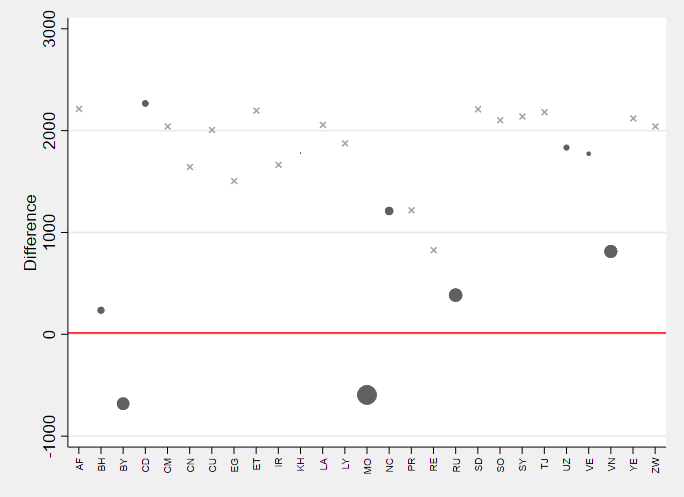 3000
2000
1000
0
-1000
Difference
AF BH BY CD CM CN CU EG ET IR KH LA LY MO NC PR RE RU SD SO SY TJ UZ VE VN YE ZW